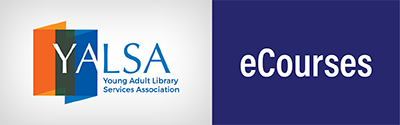 YALSA
Young Adult Library
Services Association
eCourses